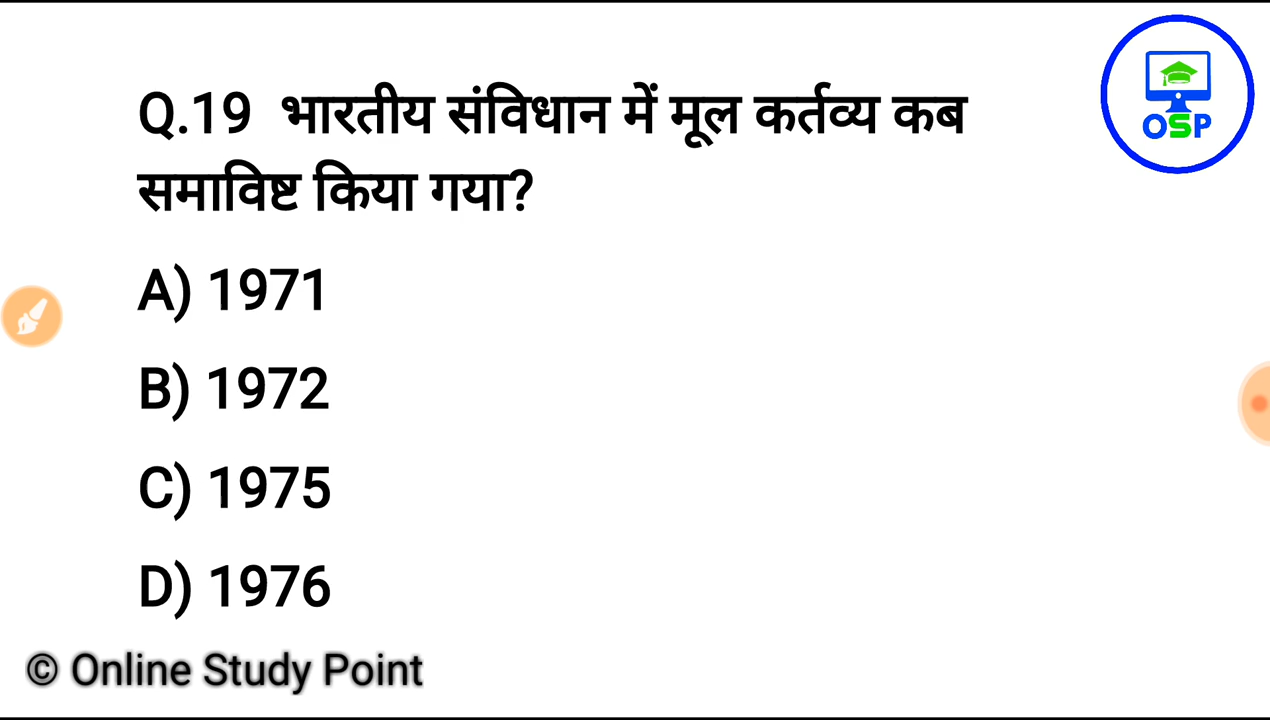 OSP
Q.19 भारतीय संविधान में मूल कर्तव्य कब
समाविष्ट किया गया?
A) 1971
B) 1972
C) 1975
D) 1976
© Online Study Point